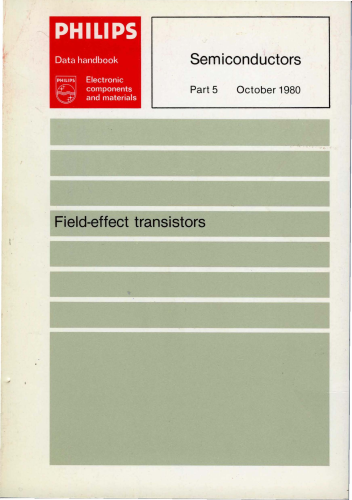 PHILIPS
Data handbook
PHILIPS
Electronic
components
and materials
Semiconductors
Part 5 October 1980
Field-effect transistors